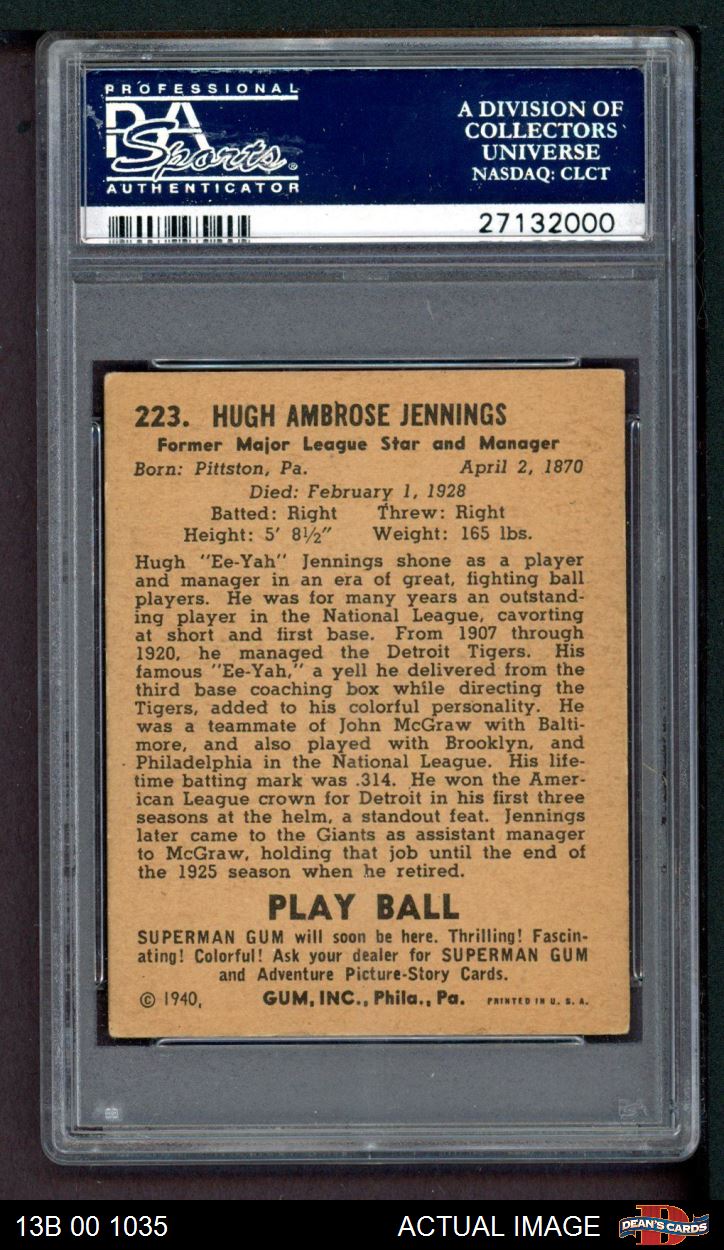 PROFESSIONAL
PSA
Sports
AUTHENTICATOR
A DIVISION OF
COLLECTORS
UNIVERSE
NASDAQ: CLCT
27132000
223. HUGH AMBROSE JENNINGS
Former Major League Star and Manager
Born: Pittston, Pa. April 2, 1870
Died: February 1, 1928
Batted: Right Threw: Right
Height: 5' 8½" Weight: 165 lbs.
Hugh "Ee-Yah" Jennings shone as a player
and manager in an era of great, fighting ball
players. He was for many years an outstand-
ing player in the National League, cavorting
at short and first base. From 1907 through
1920, he managed the Detroit Tigers. His
famous "Ee-Yah," a yell he delivered from the
third base coaching box while directing the
Tigers, added to his colorful personality. He
was a teammate of John McGraw with Balti-
more, and also played with Brooklyn, and
Philadelphia in the National League. His life-
time batting mark was .314. He won the Amer-
ican League crown for Detroit in his first three
seasons at the helm, a standout feat. Jennings
later came to the Giants as assistant manager
to McGraw, holding that job until the end of
the 1925 season when he retired.
PLAY BALL
SUPERMAN GUM will soon be here. Thrilling! Fascin-
ating! Colorful! Ask your dealer for SUPERMAN GUM
and Adventure Picture-Story Cards.
© 1940, GUM, INC., Phila., Pa. PRINTED IN U. S. A.
13B 00 1035 ACTUAL IMAGE DEAN'S CARDS